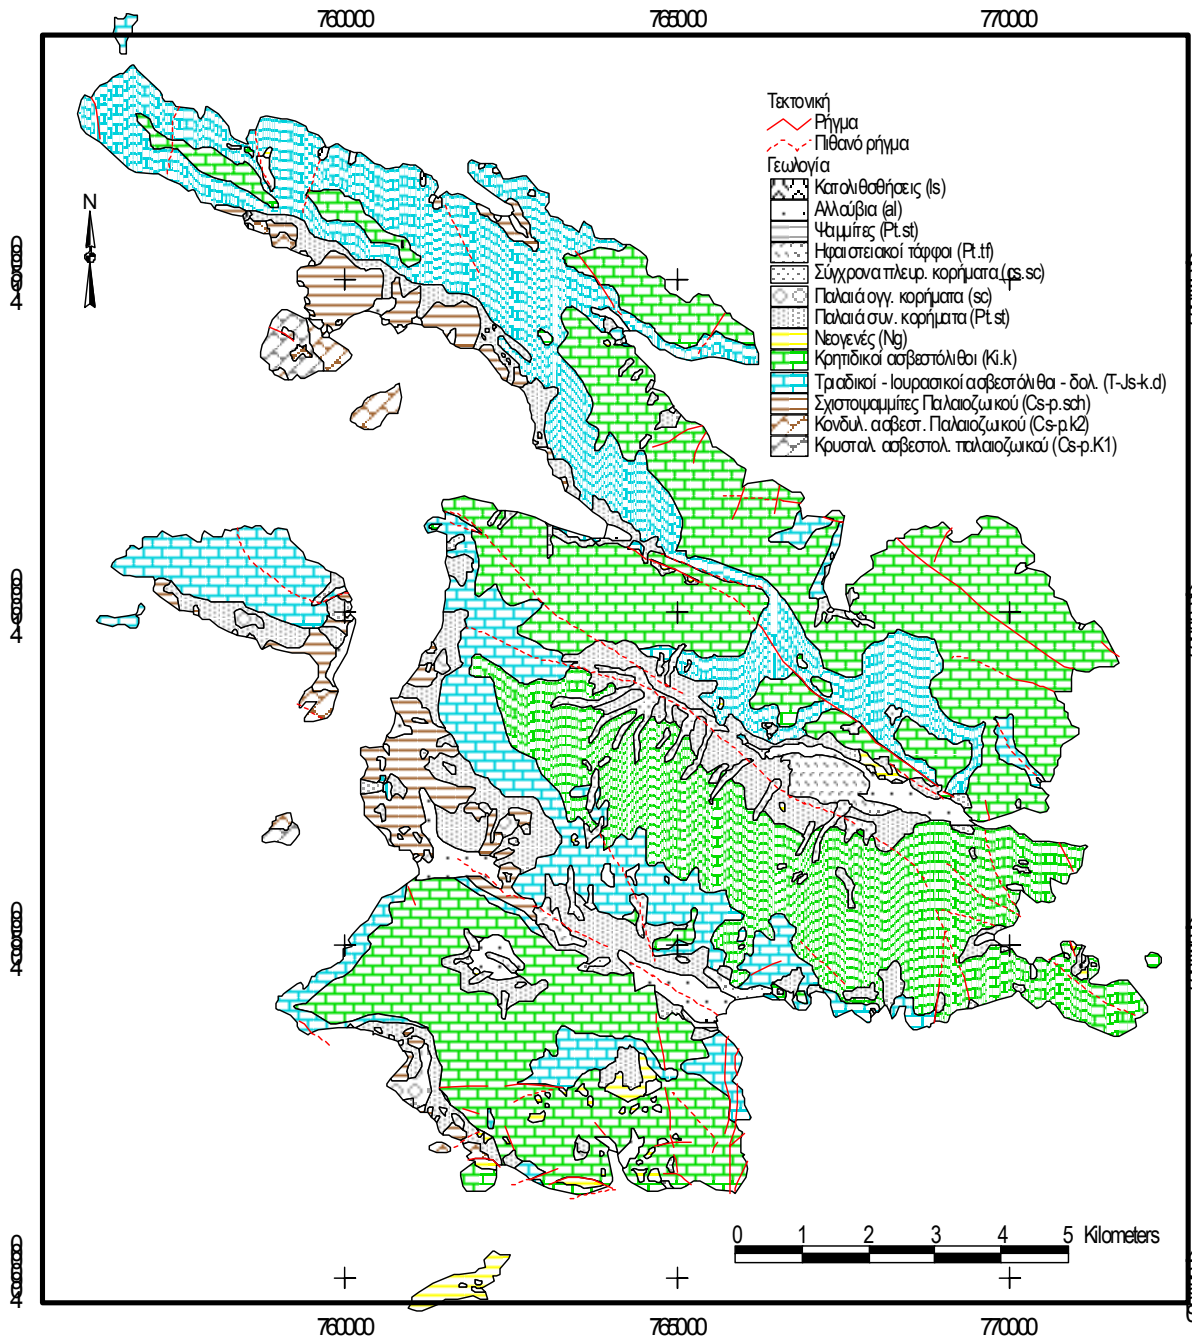 760000 765000 770000
Τεκτονική
Ρήγμα
Πιθανό ρήγμα
Γεωλογία
Κατολισθήσεις (ls)
Αλλούβια (al)
Ψαμμίτες (Pt.st)
Ηφαιστειακοί τόφφοι (Pt.tf)
Σύγχρονα πλευρ. κορήματα (cs.sc)
Παλαιά ογγ. κορήματα (sc)
Παλαιά συν. κορήματα (Pt.st)
Νεογενές (Ng)
Κρητιδικοί ασβεστόλιθοι (Ki.k)
Τριαδικοί - Ιουρασικοί ασβεστόλιθοι - δολ. (T-Js-k.d)
Σχιστοψαμμίτες Παλαιοζωικού (Cs-p.sch)
Κονδυλ. ασβεστ. Παλαιοζωικού (Cs-p.k2)
Κρυσταλ. ασβεστολ. παλαιοζωικού (Cs-p.K1)
N
0 1 2 3 4 5 Kilometers
760000 765000 770000